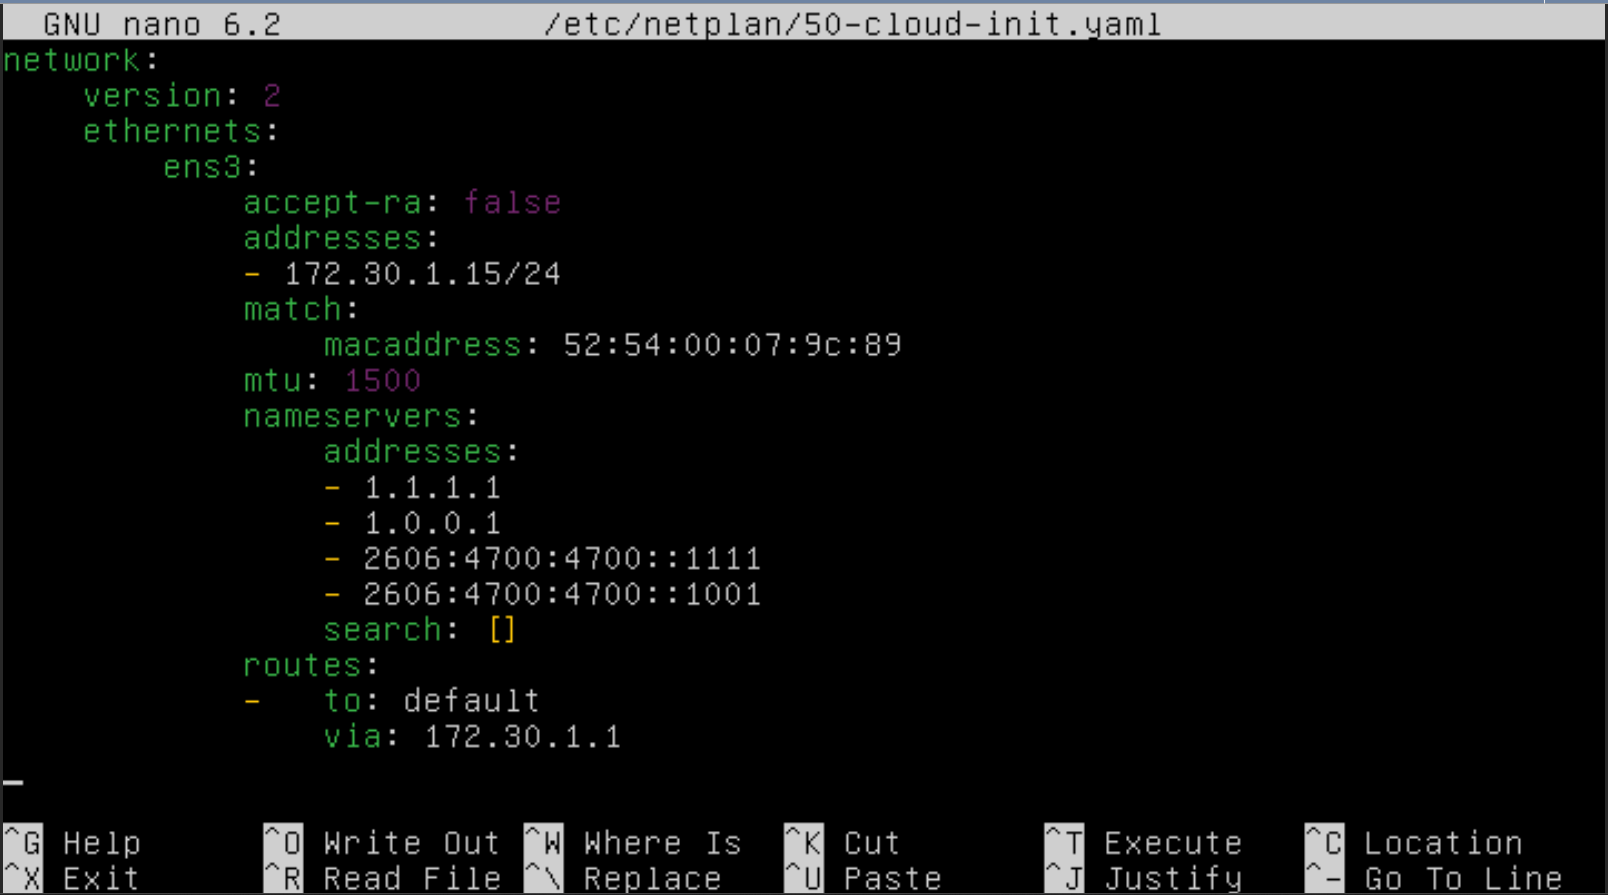 GNU nano 6.2 /etc/netplan/50-cloud-init.yaml
network:
    version: 2
    ethernets:
        ens3:
            accept-ra: false
            addresses:
            - 172.30.1.15/24
            match:
                macaddress: 52:54:00:07:9c:89
            mtu: 1500
            nameservers:
                addresses:
                - 1.1.1.1
                - 1.0.0.1
                - 2606:4700:4700::1111
                - 2606:4700:4700::1001
                search: []
            routes:
            -   to: default
                via: 172.30.1.1
^G Help ^O Write Out ^W Where Is ^K Cut ^T Execute ^C Location
^X Exit ^R Read File ^\ Replace ^U Paste ^J Justify ^- Go To Line